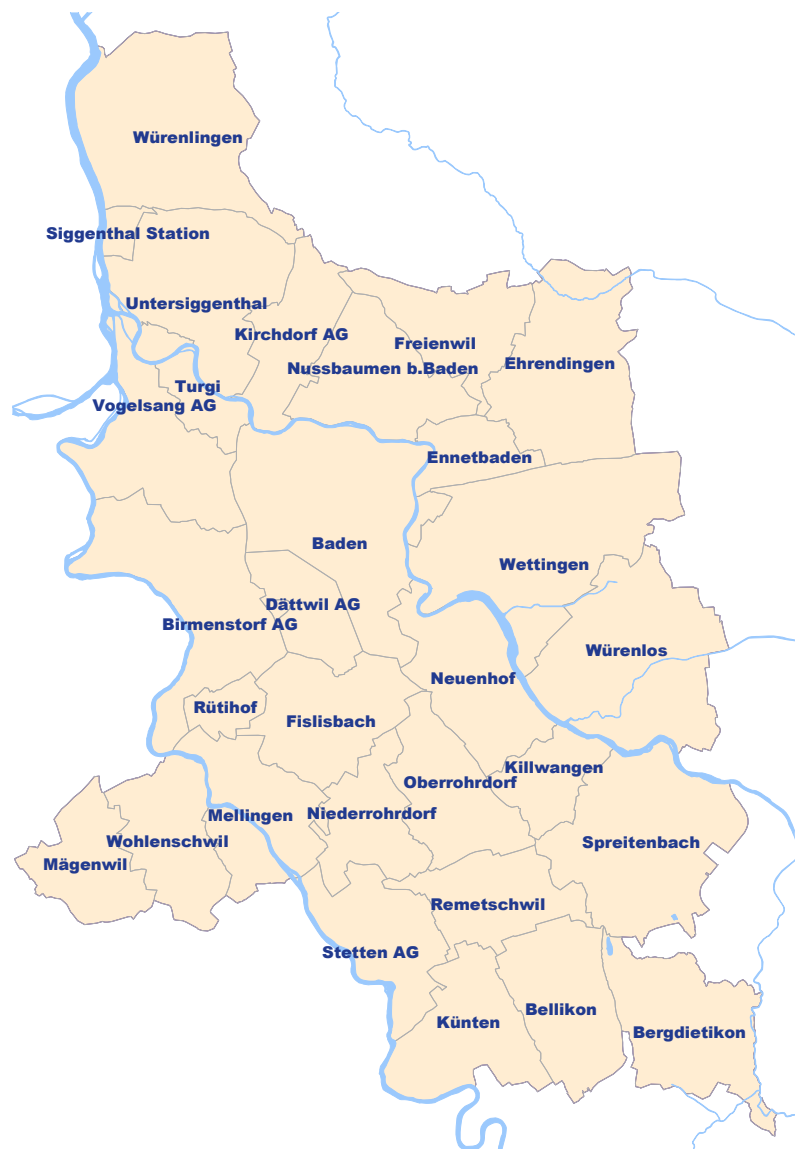 Würenlingen
Siggenthal Station
Untersiggenthal
Kirchdorf AG
Freienwil
Nussbaumen b.Baden
Ehrendingen
Turgi
Vogelsang AG
Ennetbaden
Baden
Wettingen
Dättwil AG
Birmenstorf AG
Würenlos
Neuenhof
Rütihof
Fislisbach
Killwangen
Oberrohrdorf
Niederrohrdorf
Mellingen
Wohlenschwil
Spreitenbach
Mägenwil
Remetschwil
Stetten AG
Bellikon
Künten
Bergdietikon